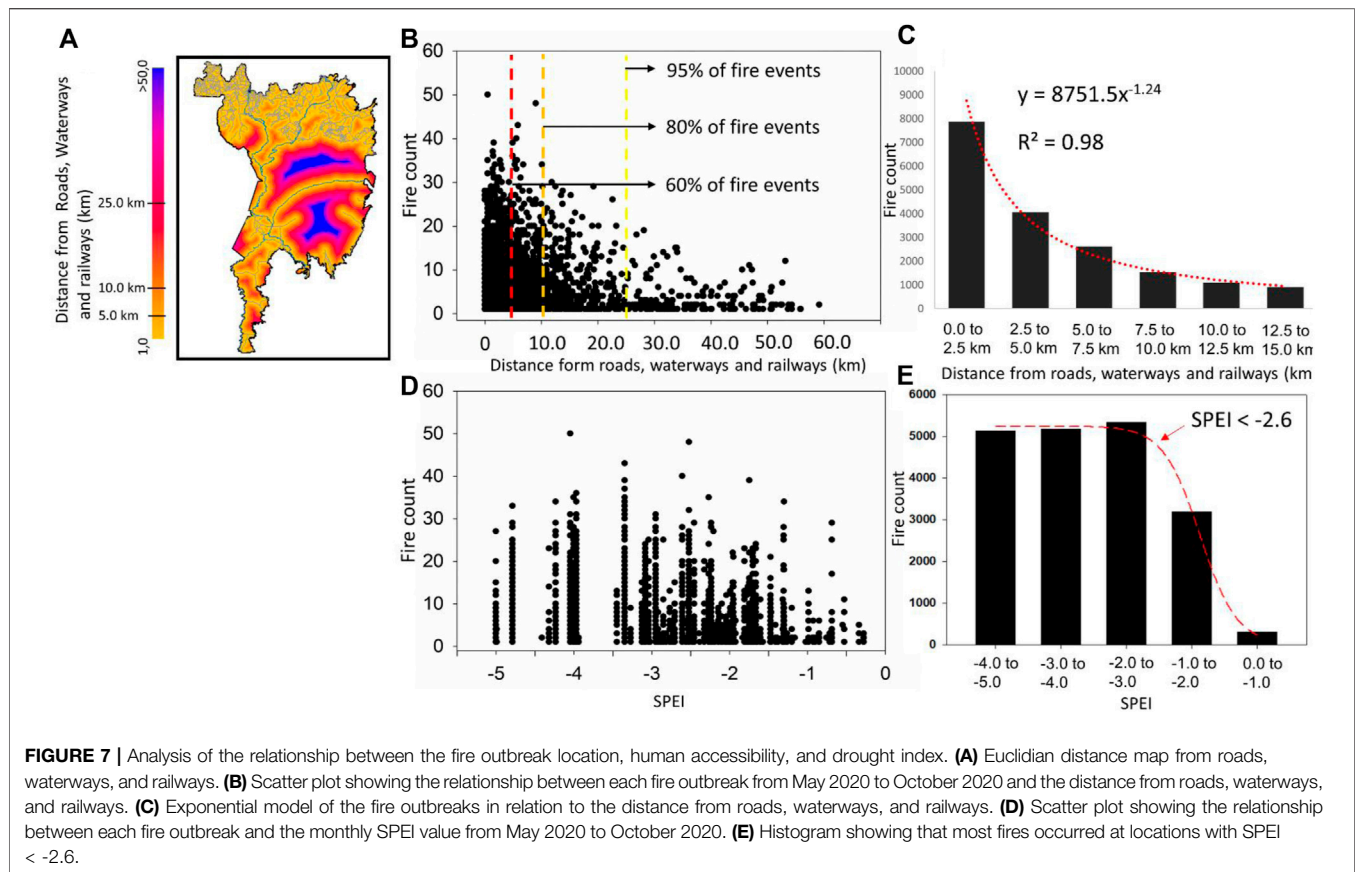 A
Distance from Roads, Waterways
and railways (km)
>50,0
25.0 km
10.0 km
5.0 km
1,0
B
Fire count
60
50
40
30
20
10
0
95% of fire events
80% of fire events
60% of fire events
0 10.0 20.0 30.0 40.0 50.0 60.0
Distance form roads, waterways and railways (km)
C
Fire count
10000
9000
8000
7000
6000
5000
4000
3000
2000
1000
0
y = 8751.5x-1.24
R² = 0.98
0.0 to 2.5 to 5.0 to 7.5 to 10.0 to 12.5 to
2.5 km 5.0 km 7.5 km 10.0 km 12.5 km 15.0 km
Distance from roads, waterways and railways (km
D
Fire count
60
50
40
30
20
10
0
-5 -4 -3 -2 -1 0
SPEI
E
Fire count
6000
5000
4000
3000
2000
1000
0
SPEI < -2.6
-4.0 to -3.0 to -2.0 to -1.0 to 0.0 to
-5.0 -4.0 -3.0 -2.0 -1.0
SPEI
FIGURE 7 | Analysis of the relationship between the fire outbreak location, human accessibility, and drought index. (A) Euclidian distance map from roads,
waterways, and railways. (B) Scatter plot showing the relationship between each fire outbreak from May 2020 to October 2020 and the distance from roads, waterways,
and railways. (C) Exponential model of the fire outbreaks in relation to the distance from roads, waterways, and railways. (D) Scatter plot showing the relationship
between each fire outbreak and the monthly SPEI value from May 2020 to October 2020. (E) Histogram showing that most fires occurred at locations with SPEI
< -2.6.